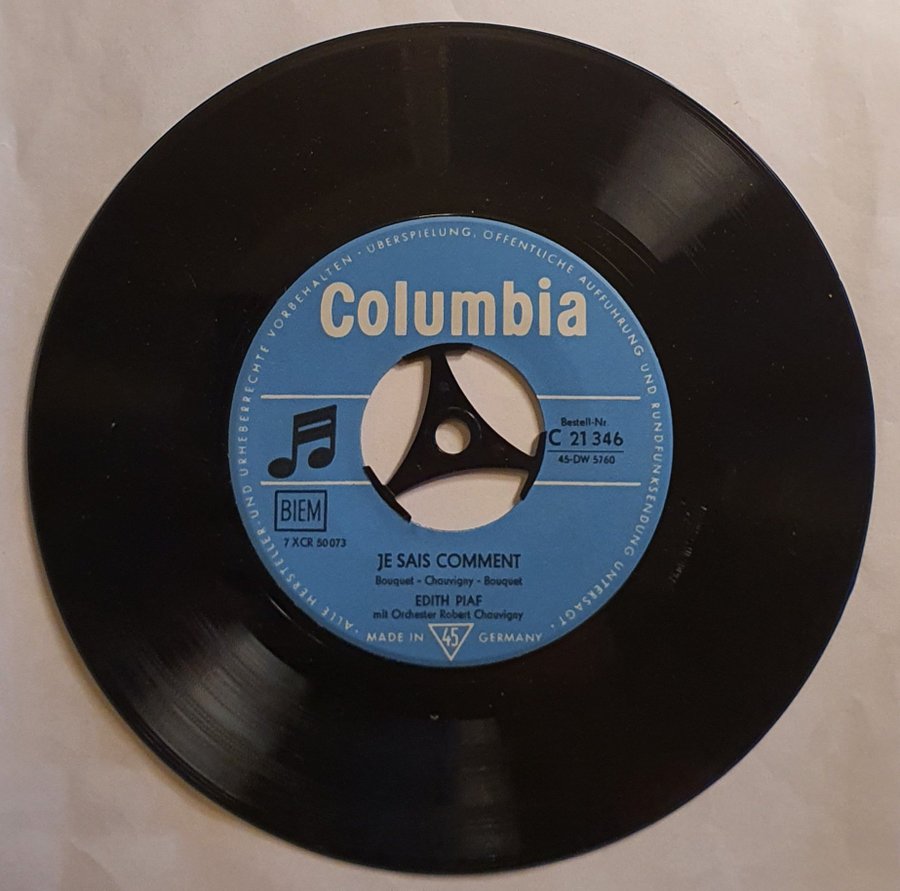 ALLE HERSTELLER- UND URHEBERRECHTE VORBEHALTEN · ÜBERSPIELUNG, ÖFFENTLICHE AUFFÜHRUNG UND RUNDFUNKSENDUNG UNTERSAGT ·
Columbia
Bestell-Nr.
C 21 346
45-DW 5760
BIEM
7 XCR 50 073
JE SAIS COMMENT
Bouquet - Chauvigny - Bouquet
EDITH PIAF
mit Orchester Robert Chauvigny
MADE IN 45 GERMANY